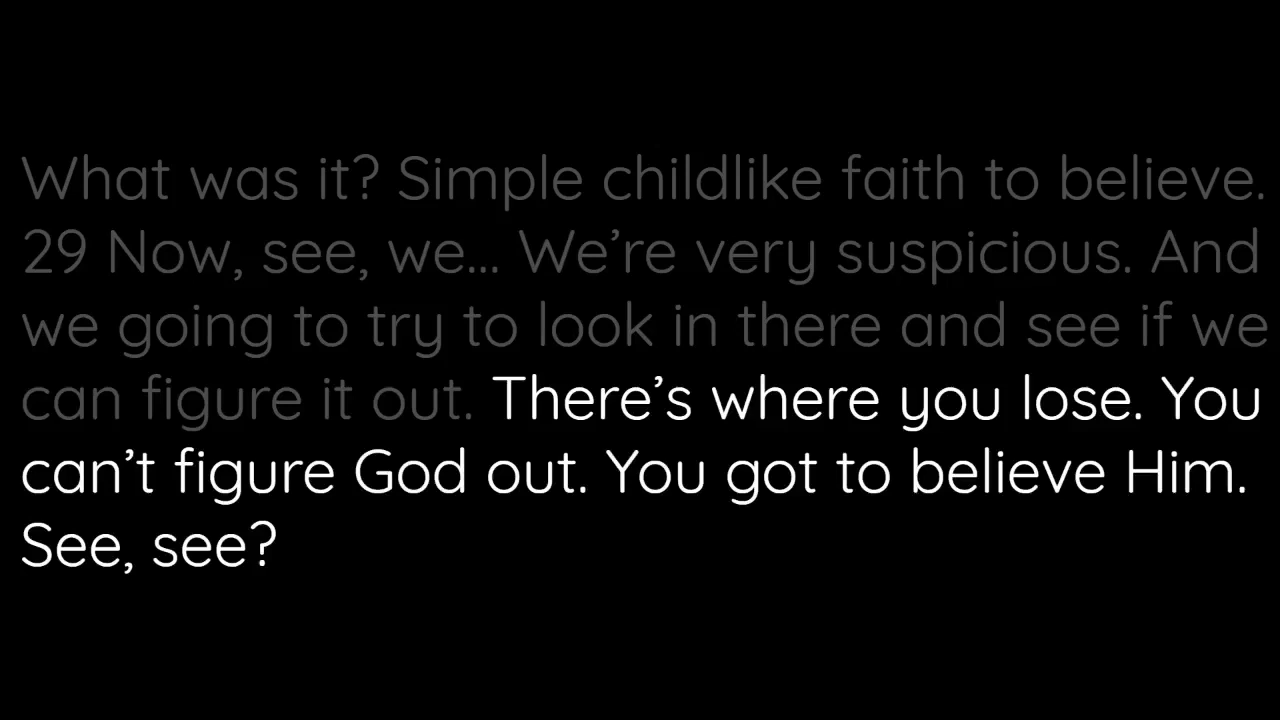 What was it? Simple childlike faith to believe.
29 Now, see, we... We’re very suspicious. And
we going to try to look in there and see if we
can figure it out. There’s where you lose. You
can’t figure God out. You got to believe Him.
See, see?